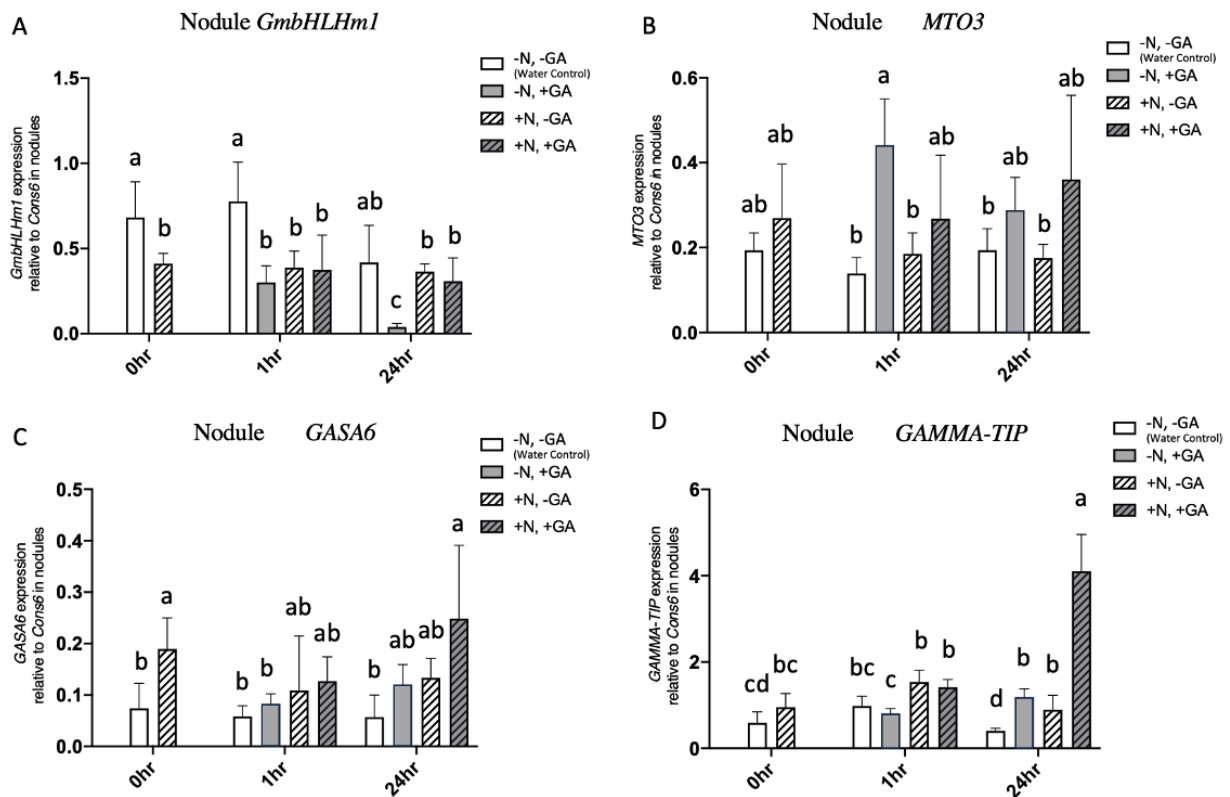 A
Nodule GmbHLHm1
-N, -GA
(Water Control)
-N, +GA
+N, -GA
+N, +GA
GmbHLHm1 expression
relative to Cons6 in nodules
1.5
1.0
0.5
0.0
a
b
a
b
b
b
ab
c
b
b
0hr
1hr
24hr
B
Nodule MTO3
-N, -GA
(Water Control)
-N, +GA
+N, -GA
+N, +GA
MTO3 expression
relative to Cons6 in nodules
0.6
0.4
0.2
0.0
ab
ab
b
a
b
ab
b
ab
b
ab
0hr
1hr
24hr
C
Nodule GASA6
-N, -GA
(Water Control)
-N, +GA
+N, -GA
+N, +GA
GASA6 expression
relative to Cons6 in nodules
0.5
0.4
0.3
0.2
0.1
0.0
b
a
b
b
ab
ab
b
ab
ab
a
0hr
1hr
24hr
D
Nodule GAMMA-TIP
-N, -GA
(Water Control)
-N, +GA
+N, -GA
+N, +GA
GAMMA-TIP expression
relative to Cons6 in nodules
6
4
2
0
cd
bc
bc
c
b
b
d
b
b
a
0hr
1hr
24hr